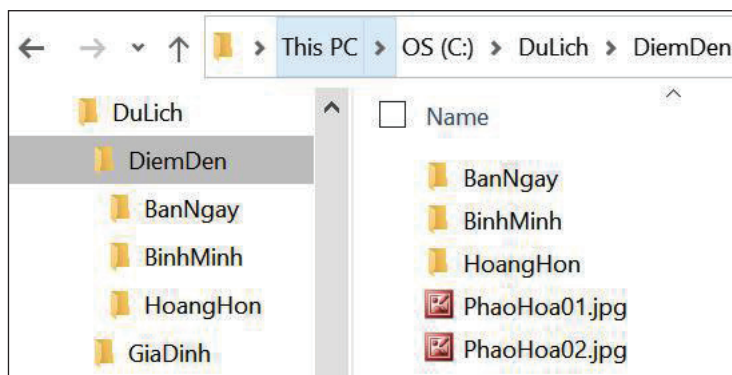 This PC > OS (C:) > DuLich > DiemDen
DuLich
DiemDen
BanNgay
BinhMinh
HoangHon
GiaDinh
Name
BanNgay
BinhMinh
HoangHon
PhaoHoa01.jpg
PhaoHoa02.jpg